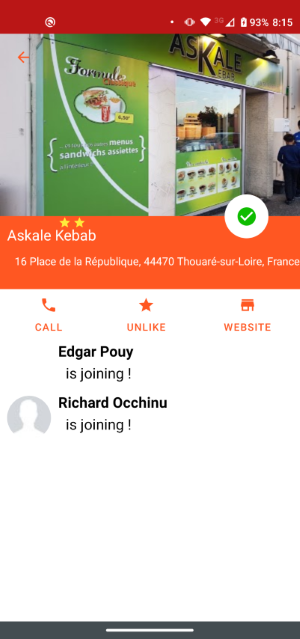 3G 93% 8:15
Formule
classique
6,50€
menus
sandwichs assiettes
ASKALE
KEBAB
Askale Kebab
16 Place de la République, 44470 Thouaré-sur-Loire, France
CALL UNLIKE WEBSITE
Edgar Pouy
is joining !
Richard Occhinu
is joining !